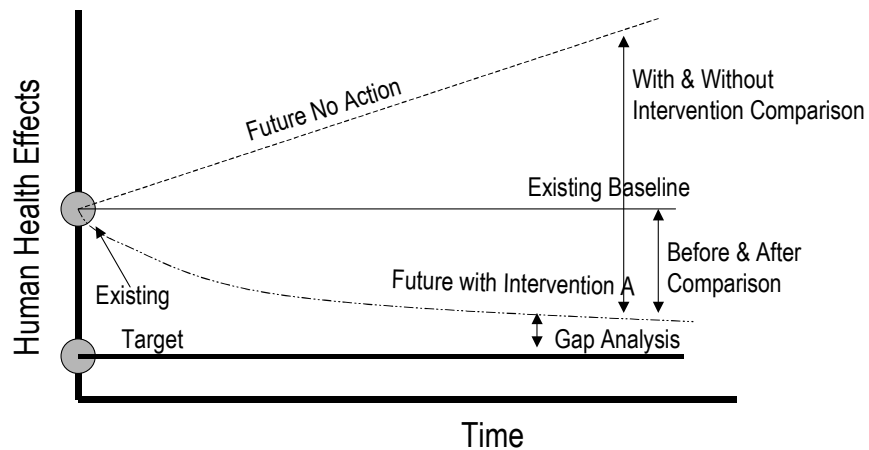 Human Health Effects
Future No Action
With & Without
Intervention Comparison
Existing Baseline
Before & After
Comparison
Future with Intervention A
Existing
Target
Gap Analysis
Time